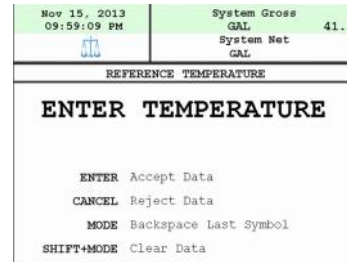 Nov 15, 2013
09:59:09 PM
System Gross
GAL 41.
System Net
GAL
REFERENCE TEMPERATURE
ENTER TEMPERATURE
ENTER Accept Data
CANCEL Reject Data
MODE Backspace Last Symbol
SHIFT+MODE Clear Data